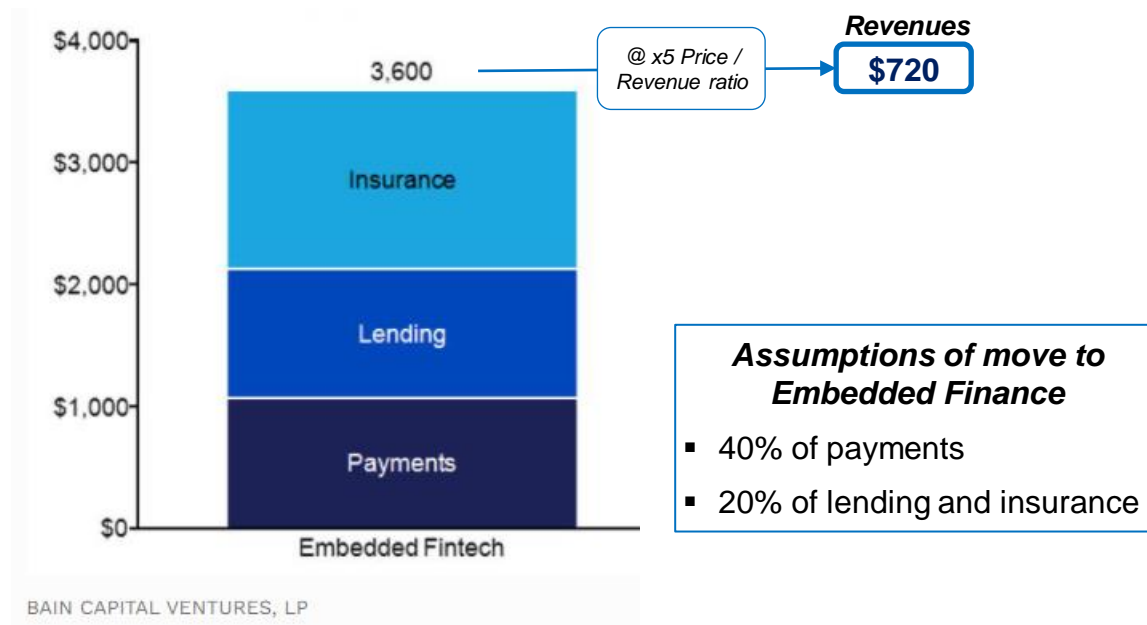 Revenues
$4,000
3,600
@ x5 Price /
Revenue ratio
$720
$3,000
Insurance
$2,000
Lending
$1,000
Payments
$0
Embedded Fintech
Assumptions of move to
Embedded Finance
▪ 40% of payments
▪ 20% of lending and insurance
BAIN CAPITAL VENTURES, LP